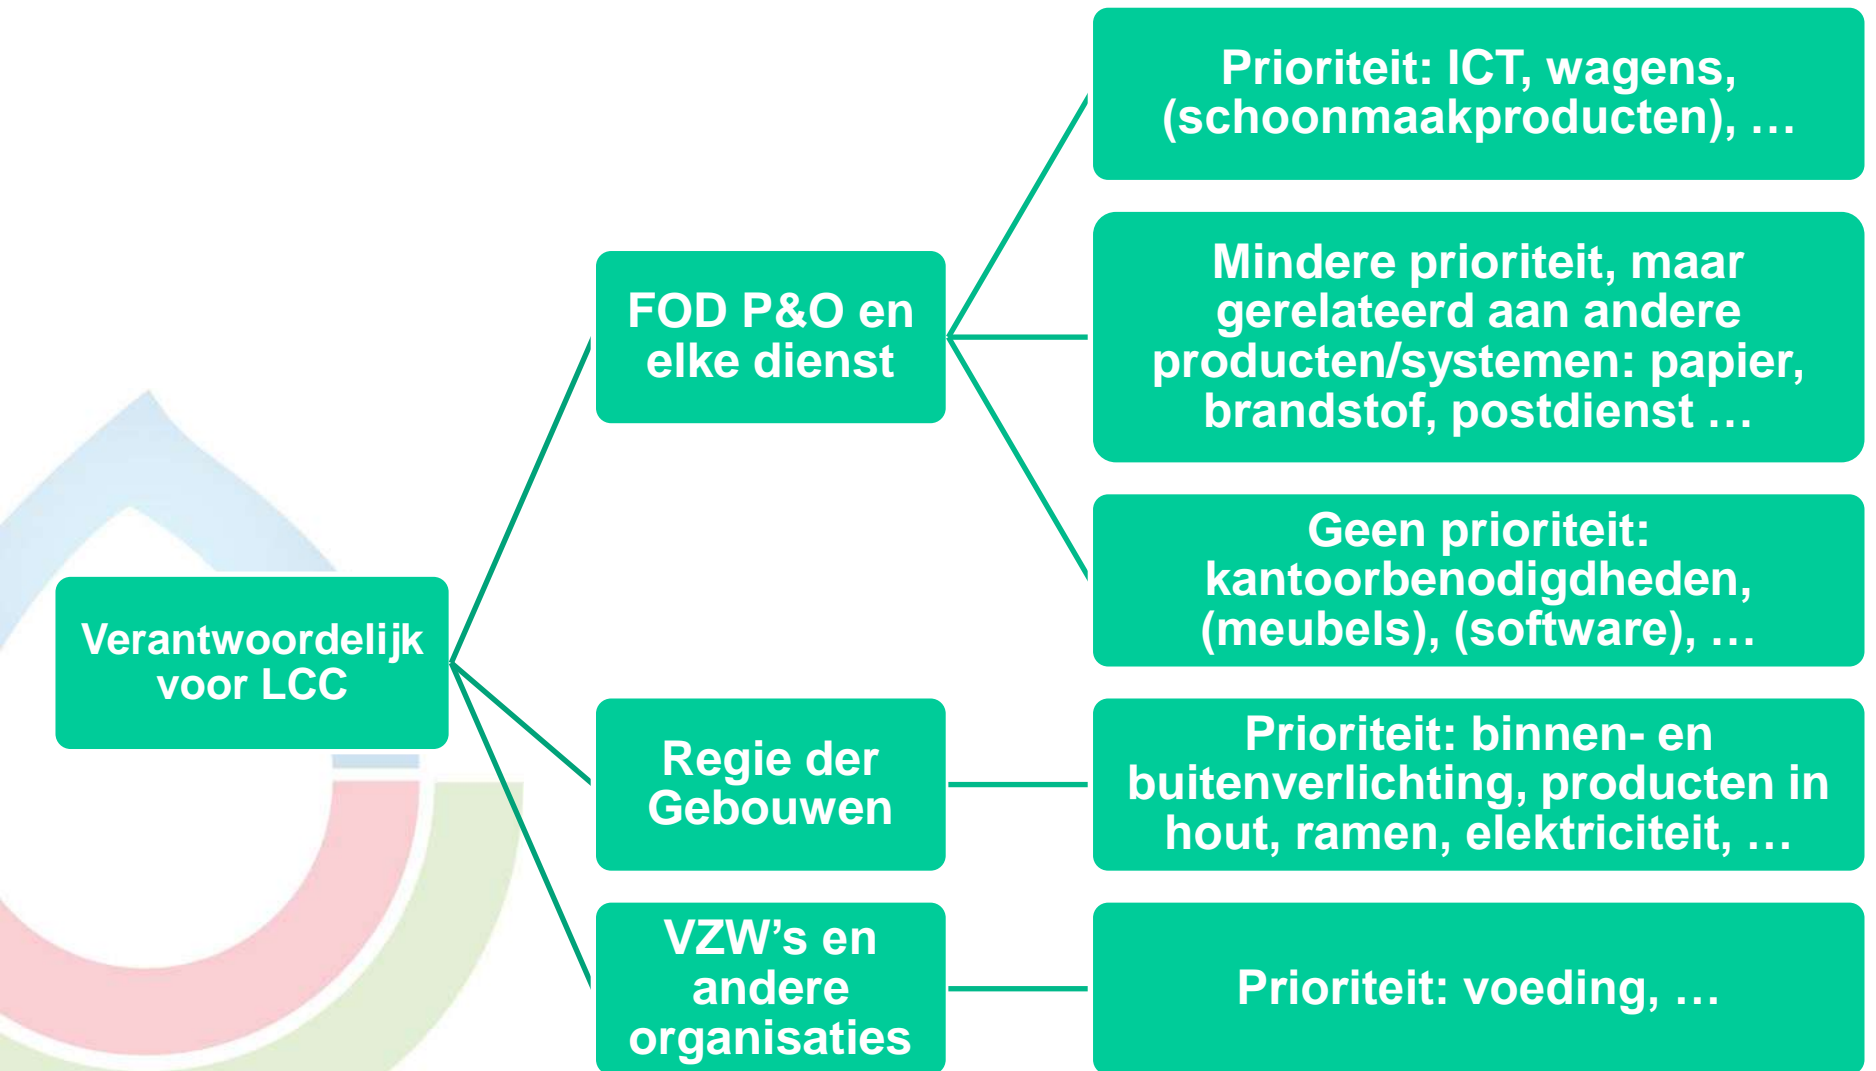 Verantwoordelijk
voor LCC
FOD P&O en
elke dienst
Prioriteit: ICT, wagens,
(schoonmaakproducten), …
Mindere prioriteit, maar
gerelateerd aan andere
producten/systemen: papier,
brandstof, postdienst …
Geen prioriteit:
kantoorbenodigdheden,
(meubels), (software), …
Regie der
Gebouwen
Prioriteit: binnen- en
buitenverlichting, producten in
hout, ramen, elektriciteit, …
VZW’s en
andere
organisaties
Prioriteit: voeding, …